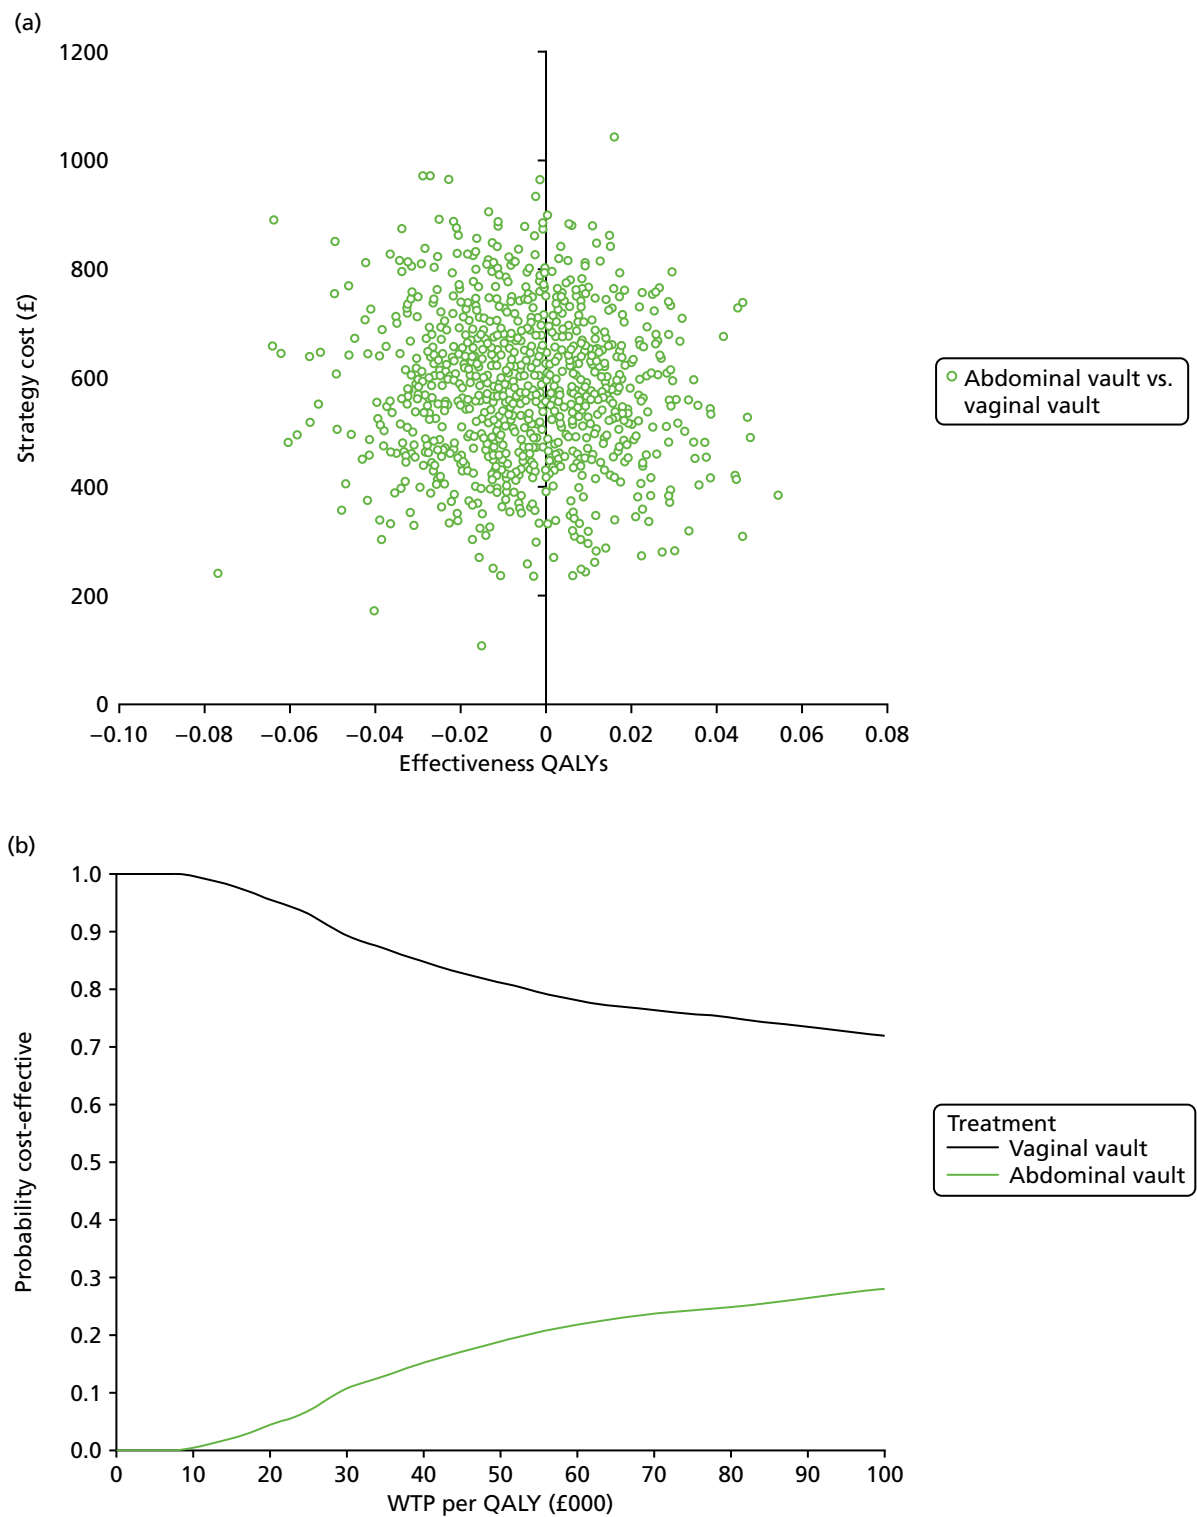 (a)
1200
1000
800
600
400
200
0
Strategy cost (£)
−0.10 −0.08 −0.06 −0.04 −0.02 0 0.02 0.04 0.06 0.08
Effectiveness QALYs
Abdominal vault vs.
vaginal vault
(b)
1.0
0.9
0.8
0.7
0.6
0.5
0.4
0.3
0.2
0.1
0.0
Probability cost-effective
0 10 20 30 40 50 60 70 80 90 100
WTP per QALY (£000)
Treatment
Vaginal vault
Abdominal vault